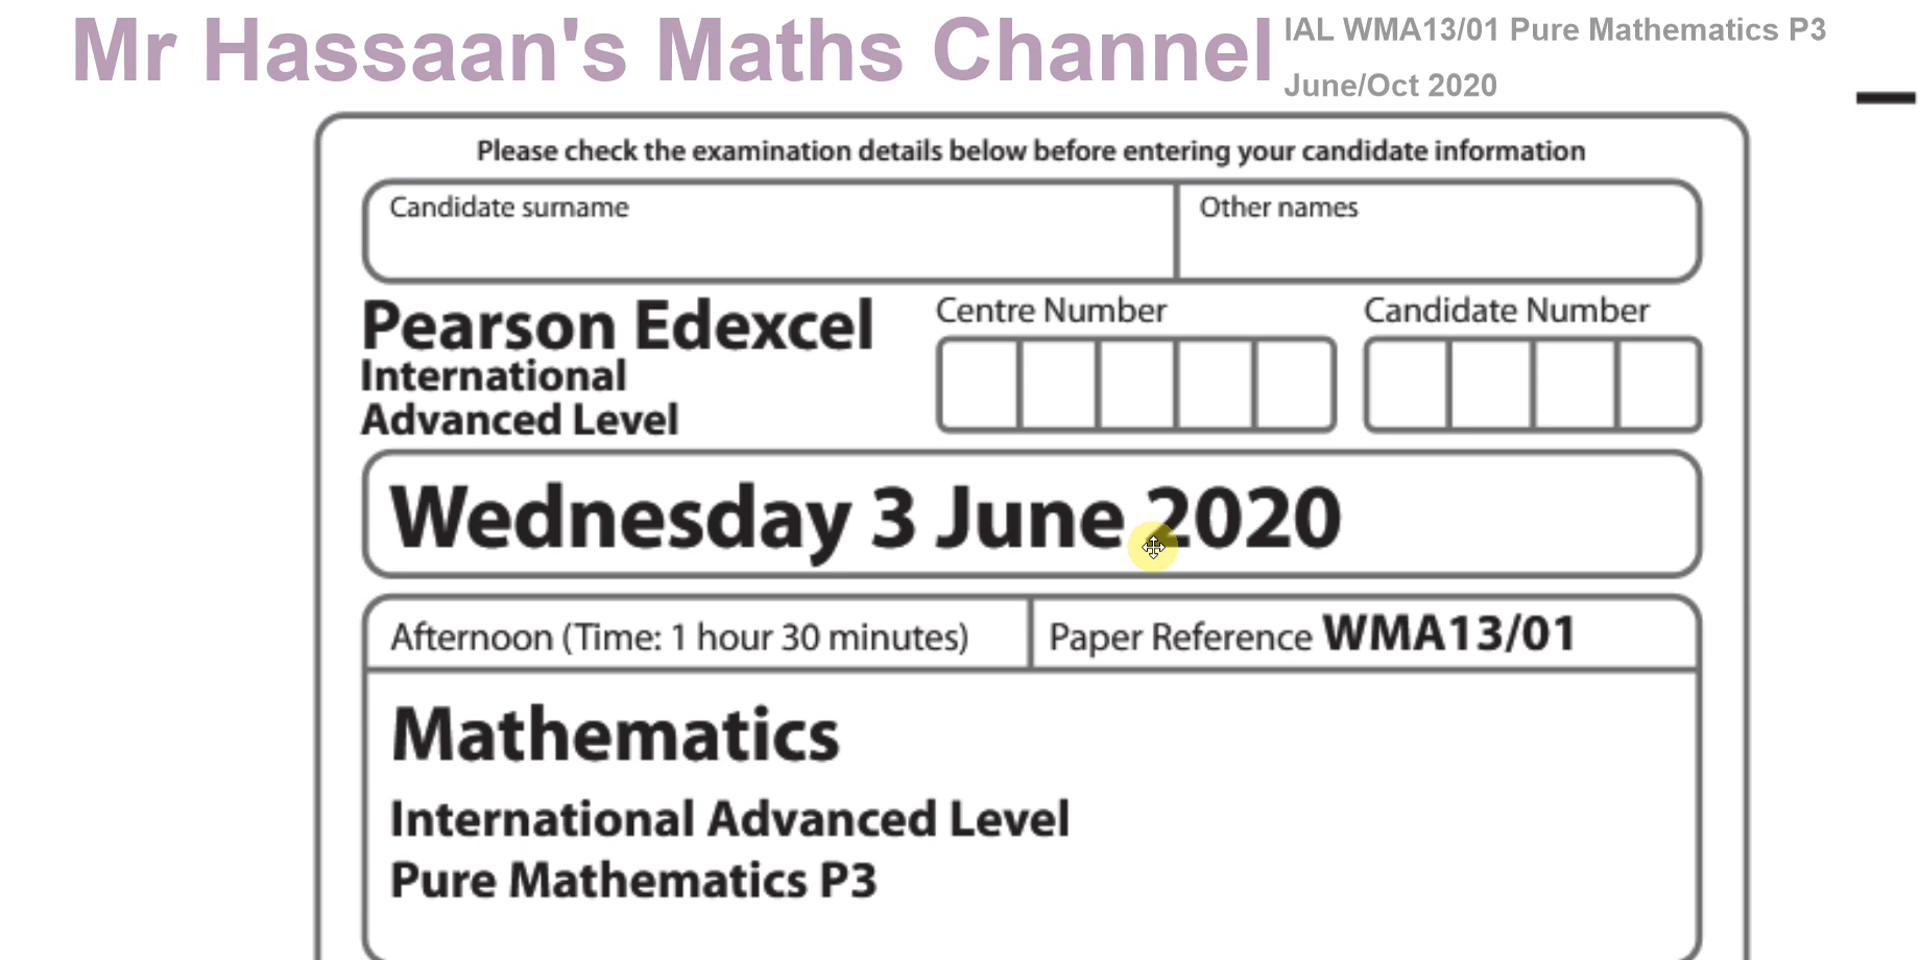 Mr Hassaan's Maths Channel
IAL WMA13/01 Pure Mathematics P3
June/Oct 2020
Please check the examination details below before entering your candidate information
Candidate surname
Other names
Pearson Edexcel
International
Advanced Level
Centre Number
Candidate Number
Wednesday 3 June 2020
Afternoon (Time: 1 hour 30 minutes)
Paper Reference WMA13/01
Mathematics
International Advanced Level
Pure Mathematics P3